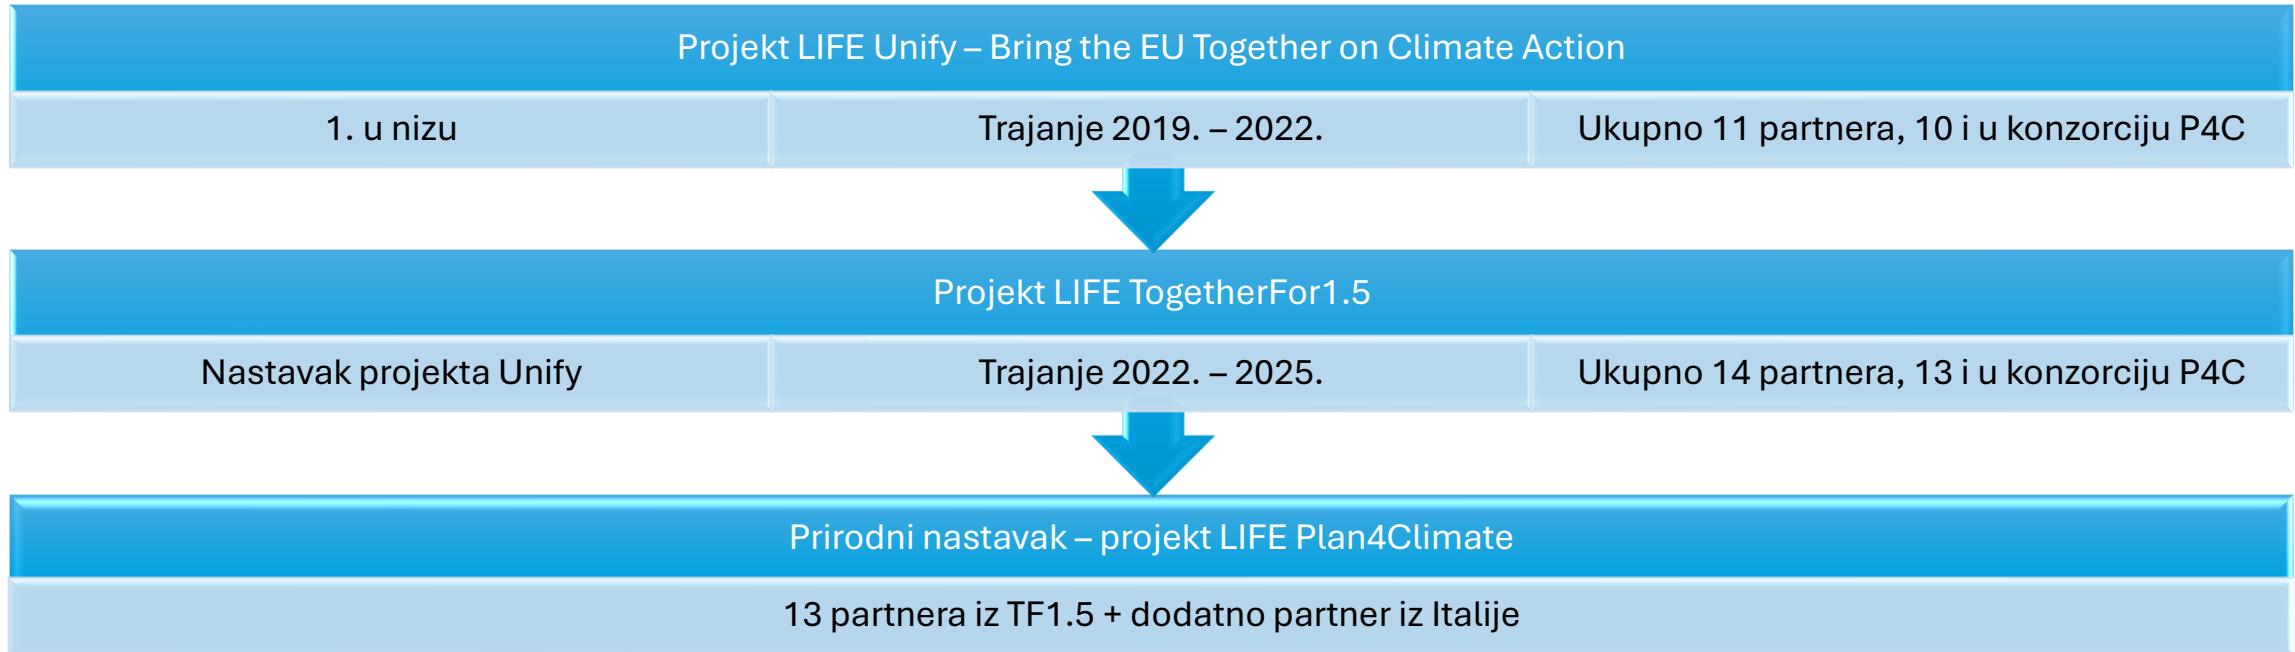 Projekt LIFE Unify – Bring the EU Together on Climate Action
1. u nizu
Trajanje 2019. – 2022.
Ukupno 11 partnera, 10 i u konzorciju P4C
Projekt LIFE TogetherFor1.5
Nastavak projekta Unify
Trajanje 2022. – 2025.
Ukupno 14 partnera, 13 i u konzorciju P4C
Prirodni nastavak – projekt LIFE Plan4Climate
13 partnera iz TF1.5 + dodatno partner iz Italije